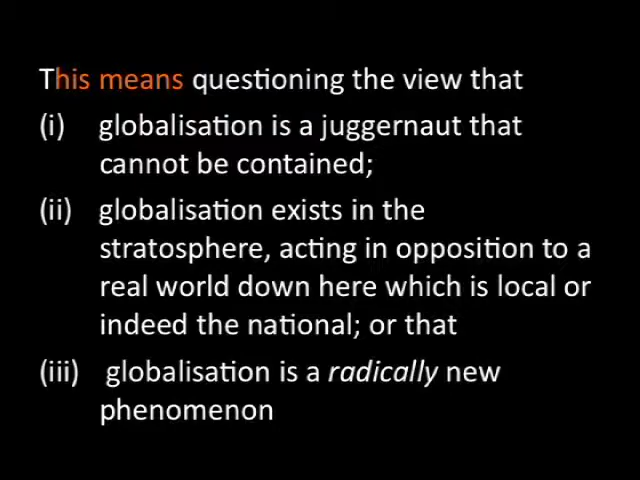 This means questioning the view that
(i) globalisation is a juggernaut that
cannot be contained;
(ii) globalisation exists in the
stratosphere, acting in opposition to a
real world down here which is local or
indeed the national; or that
(iii) globalisation is a radically new
phenomenon